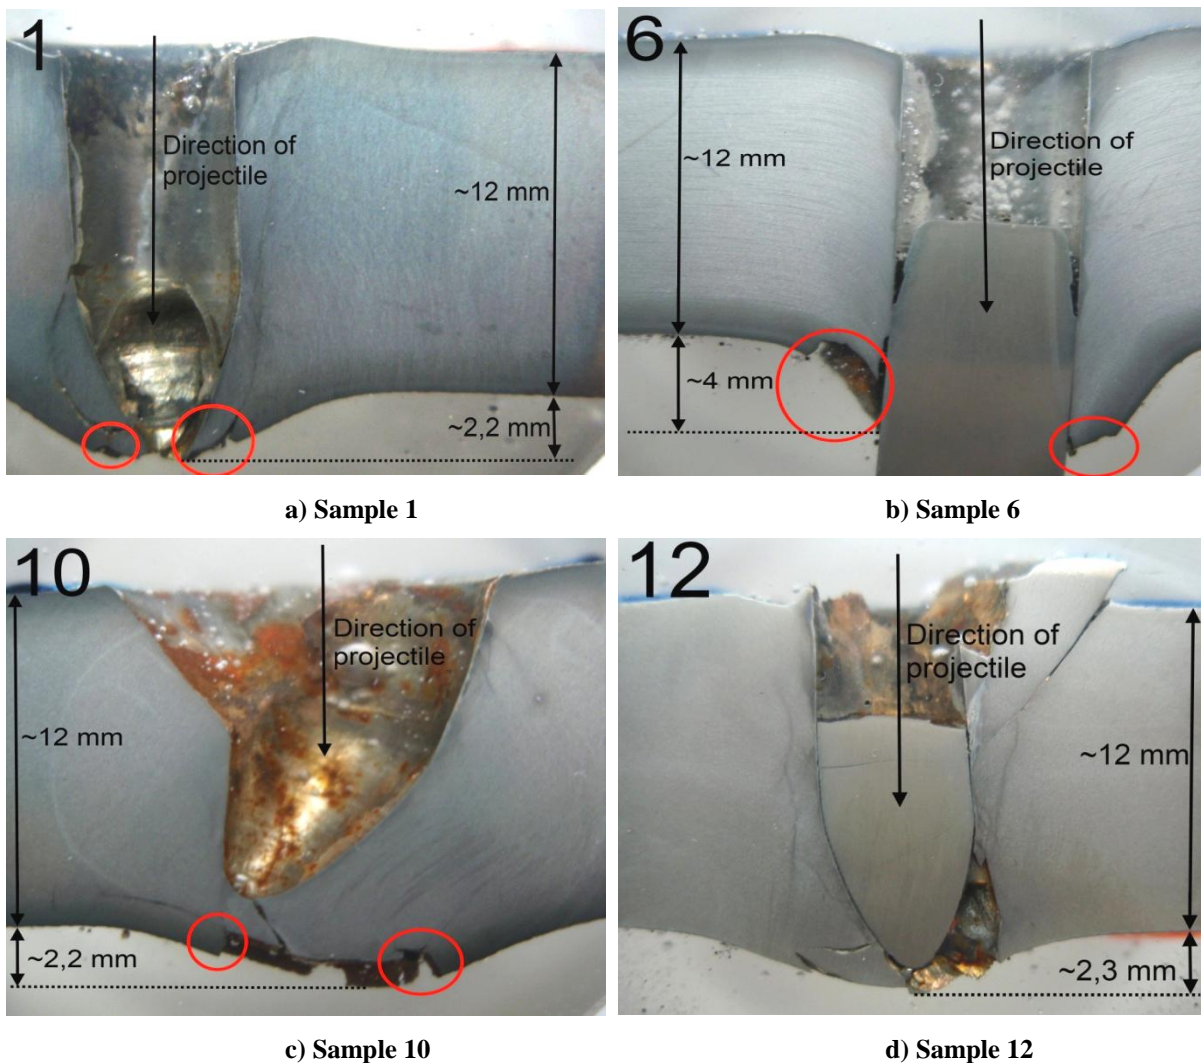 1
Direction of
projectile
~12 mm
~2,2 mm
a) Sample 1
6
~12 mm
Direction of
projectile
~4 mm
b) Sample 6
10
Direction of
projectile
~12 mm
~2,2 mm
c) Sample 10
12
Direction of
projectile
~12 mm
~2,3 mm
d) Sample 12